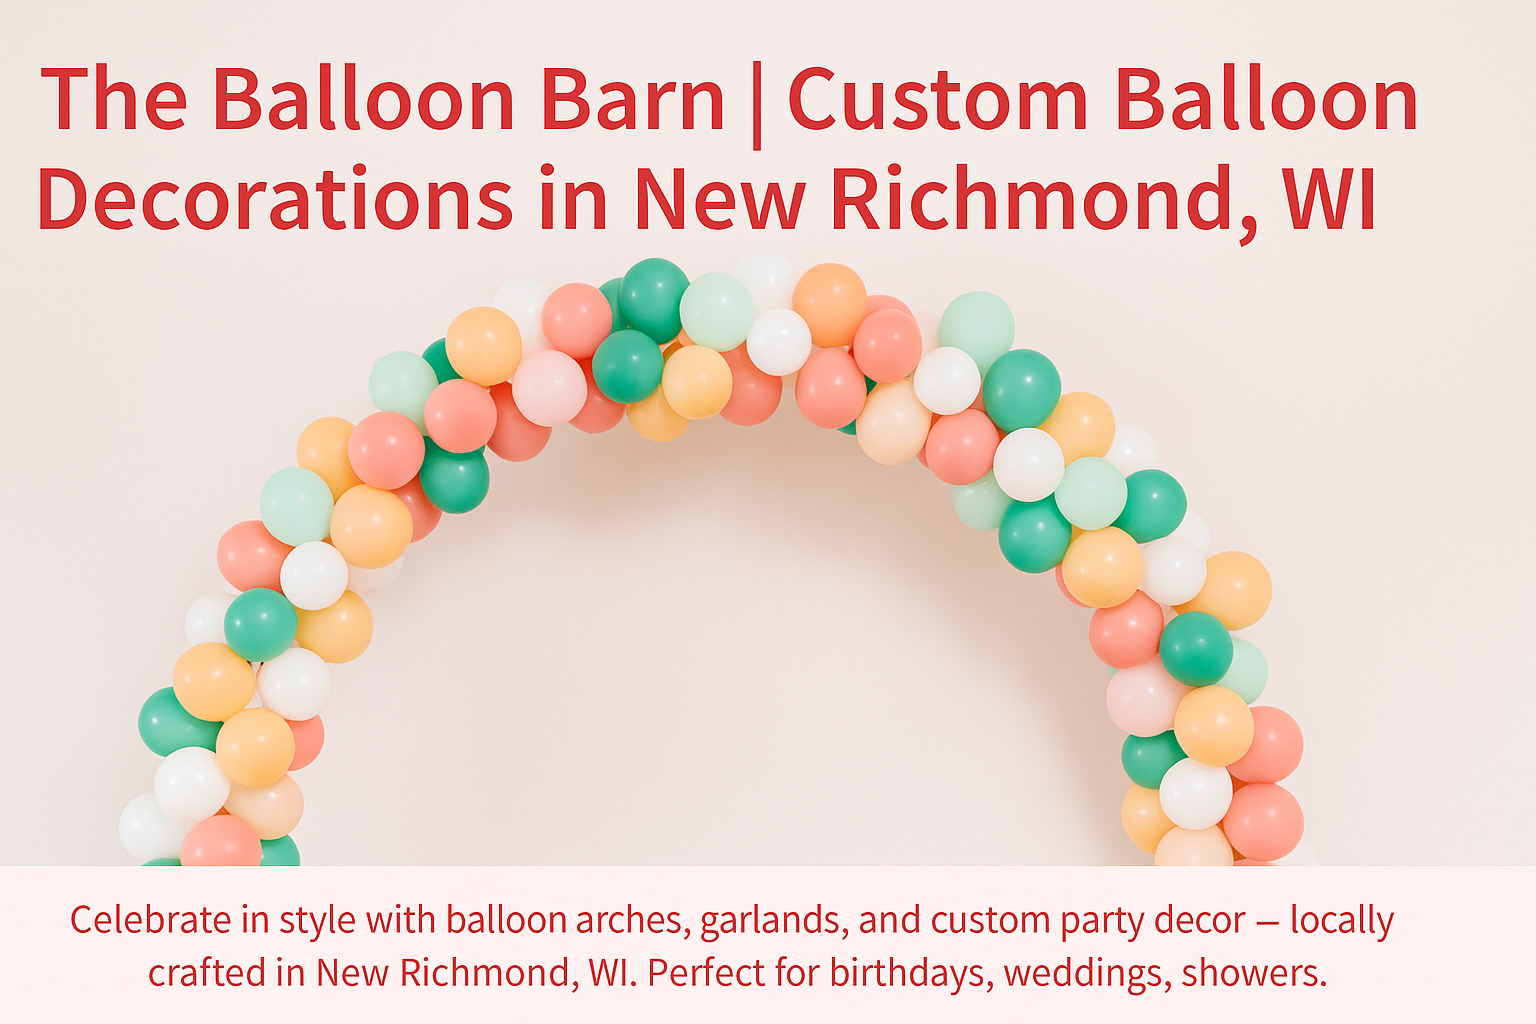 The Balloon Barn | Custom Balloon
Decorations in New Richmond, WI
Celebrate in style with balloon arches, garlands, and custom party decor – locally
crafted in New Richmond, WI. Perfect for birthdays, weddings, showers.